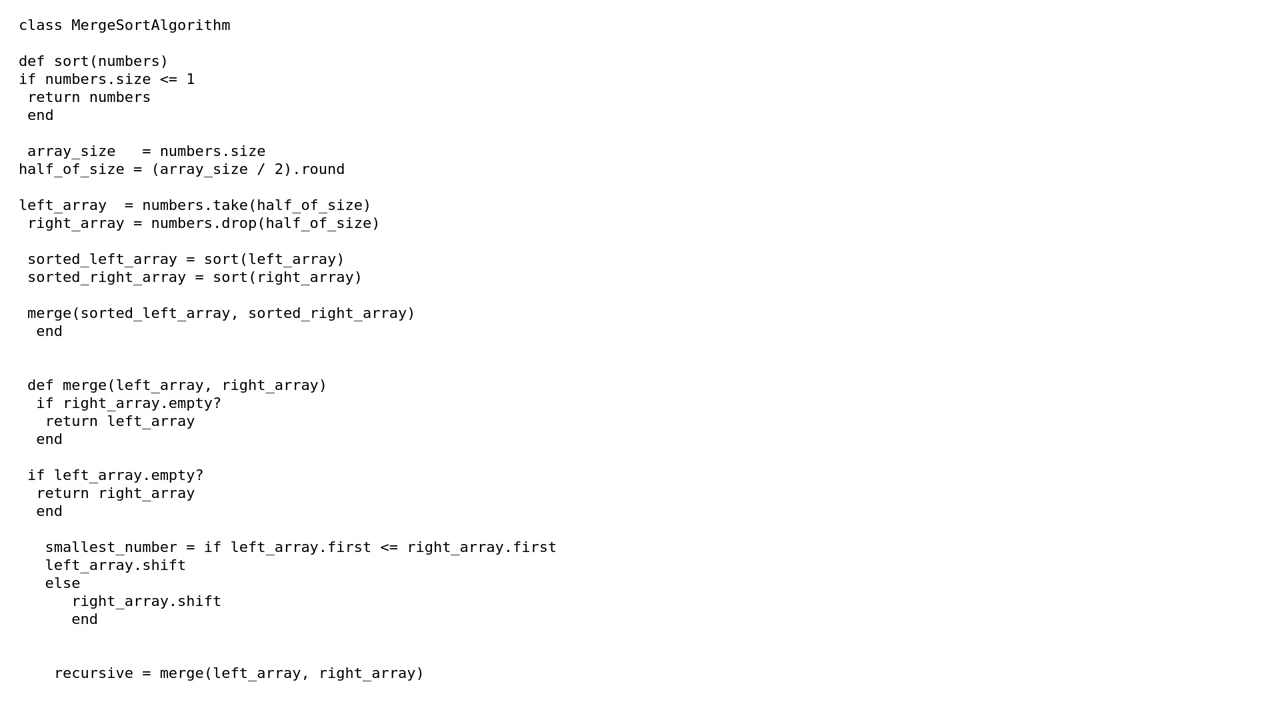 class MergeSortAlgorithm
def sort(numbers)
if numbers.size <= 1
return numbers
end
array_size   = numbers.size
half_of_size = (array_size / 2).round
left_array  = numbers.take(half_of_size)
right_array = numbers.drop(half_of_size)
sorted_left_array = sort(left_array)
sorted_right_array = sort(right_array)
merge(sorted_left_array, sorted_right_array)
end
def merge(left_array, right_array)
if right_array.empty?
return left_array
end
if left_array.empty?
return right_array
end
smallest_number = if left_array.first <= right_array.first
left_array.shift
else
right_array.shift
end
recursive = merge(left_array, right_array)